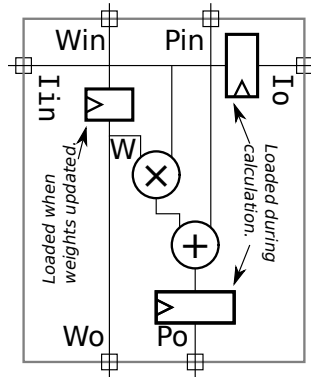 Win
Pin
Iin
Io
W
×
+
Loaded when
weights updated.
Loaded during
calculation.
Wo
Po